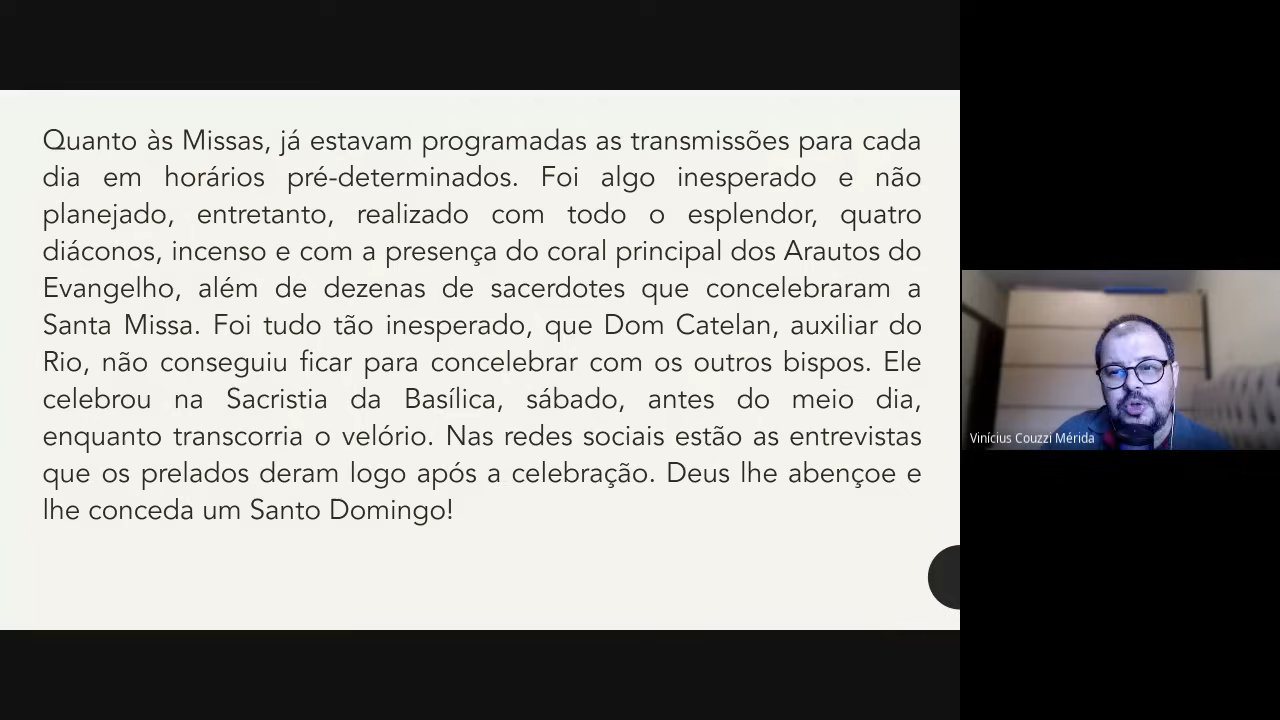 Quanto às Missas, já estavam programadas as transmissões para cada
dia em horários pré-determinados. Foi algo inesperado e não
planejado, entretanto, realizado com todo o esplendor, quatro
diáconos, incenso e com a presença do coral principal dos Arautos do
Evangelho, além de dezenas de sacerdotes que concelebraram a
Santa Missa. Foi tudo tão inesperado, que Dom Catelan, auxiliar do
Rio, não conseguiu ficar para concelebrar com os outros bispos. Ele
celebrou na Sacristia da Basílica, sábado, antes do meio dia,
enquanto transcorria o velório. Nas redes sociais estão as entrevistas
que os prelados deram logo após a celebração. Deus lhe abençoe e
lhe conceda um Santo Domingo!
Vinícius Couzzi Mérida